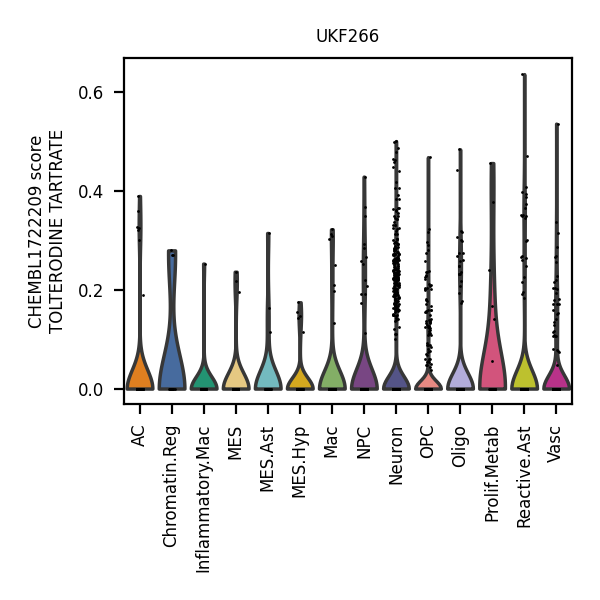 UKF266
CHEMBL1722209 score
TOLTERODINE TARTRATE
0.6
0.4
0.2
0.0
AC
Chromatin.Reg
Inflammatory.Mac
MES
MES.Ast
MES.Hyp
Mac
NPC
Neuron
OPC
Oligo
Prolif.Metab
Reactive.Ast
Vasc